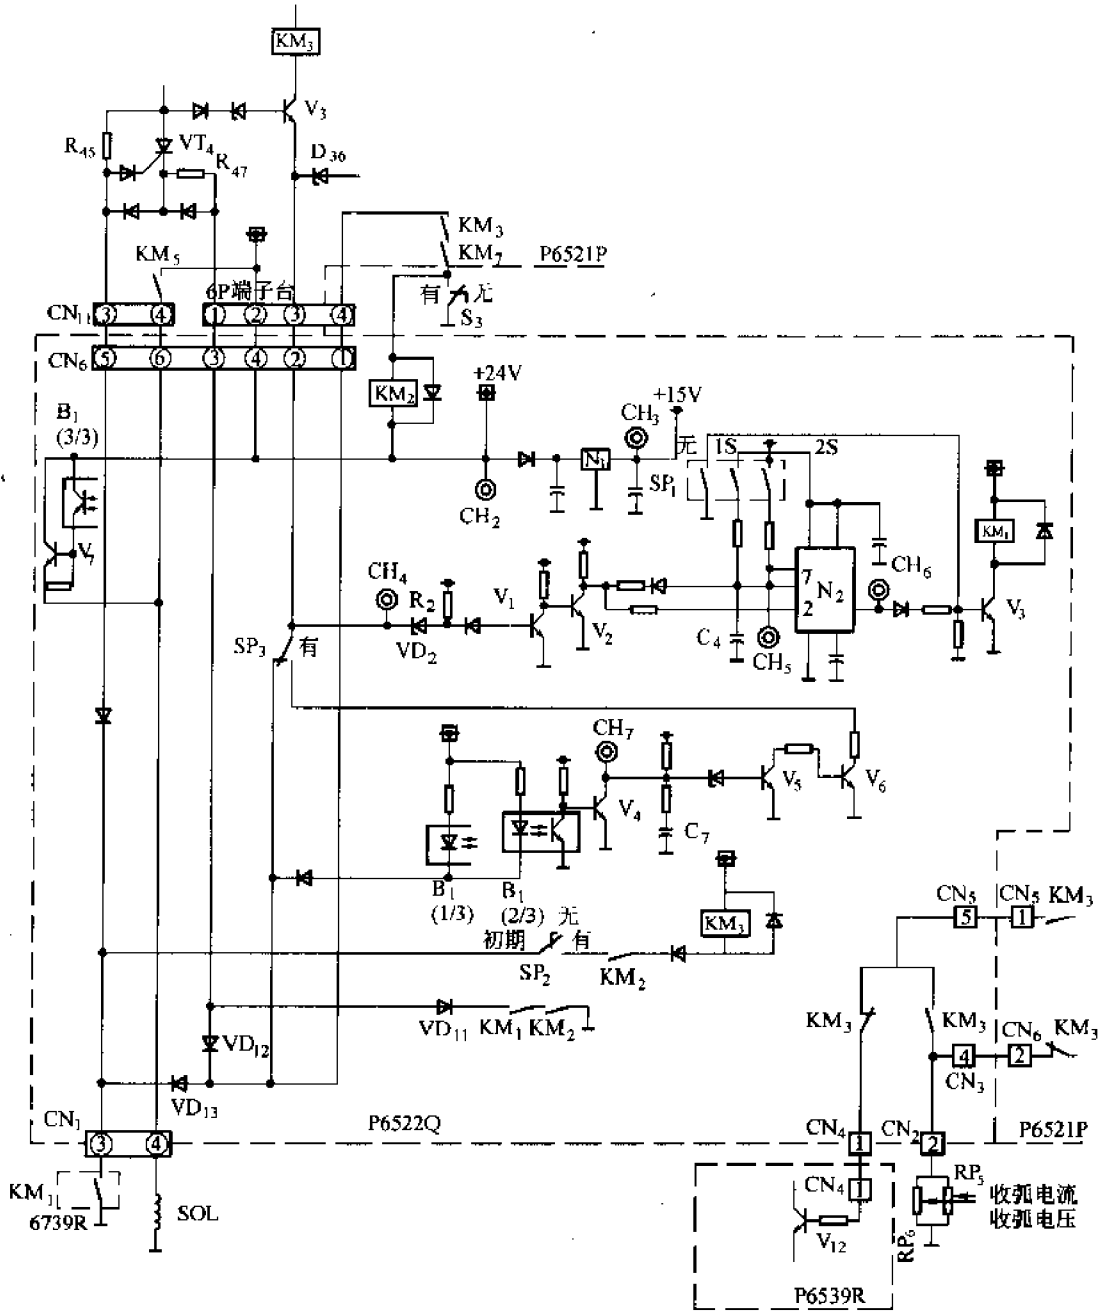 KM₃
V₃
R₄₅
VT₄
R₄₇
D₃₆
KM₃
KM₅
KM₇
P6521P
6P端子台
有 无
S₃
CN₁₁ ③ ④ ① ② ③ ④
CN₆ ⑤ ⑥ ③ ④ ② ①
+24V
KM₂
+15V
B₁
(3/3)
CH₃
无 1S 2S
N₁
SP₁
CH₂
KM₁
V₇
CH₄
7
N₂
CH₆
R₂
V₁
2
V₃
SP₃ 有
VD₂
V₂
C₄
CH₅
CH₇
V₅
V₆
V₄
C₇
B₁
(1/3)
B₁
(2/3)
无
KM₃
CN₅
5
CN₅
1
KM₃
初期
有
SP₂
KM₂
VD₁₁
KM₁
KM₂
KM₃
KM₃
CN₆
2
KM₃
VD₁₂
4
CN₃
VD₁₃
CN₁ ③ ④
P6522Q
CN₄
1
CN₂
2
P6521P
KM₁
6739R
SOL
CN₄
1
RP₅
收弧电流
收弧电压
V₁₂
RP₆
P6539R